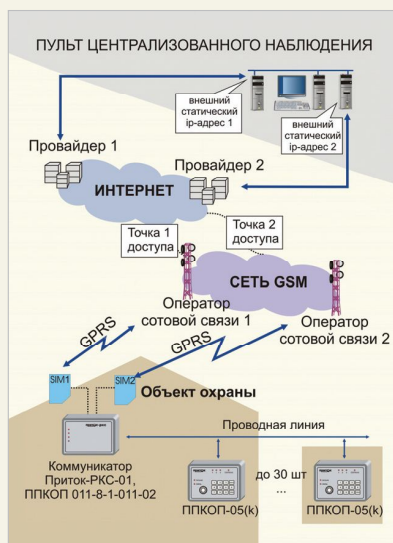 ПУЛЬТ ЦЕНТРАЛИЗОВАННОГО НАБЛЮДЕНИЯ
внешний
статический
ip-адрес 1
внешний
статический
ip-адрес 2
Провайдер 1
Провайдер 2
ИНТЕРНЕТ
Точка 1
доступа
Точка 2
доступа
СЕТЬ GSM
Оператор
сотовой связи 1
Оператор
сотовой связи 2
GPRS
GPRS
SIM1
SIM2
Объект охраны
Проводная линия
Коммуникатор
Приток-РКС-01,
ППКОП 011-8-1-011-02
до 30 шт
...
ППКОП-05(k)
ППКОП-05(k)